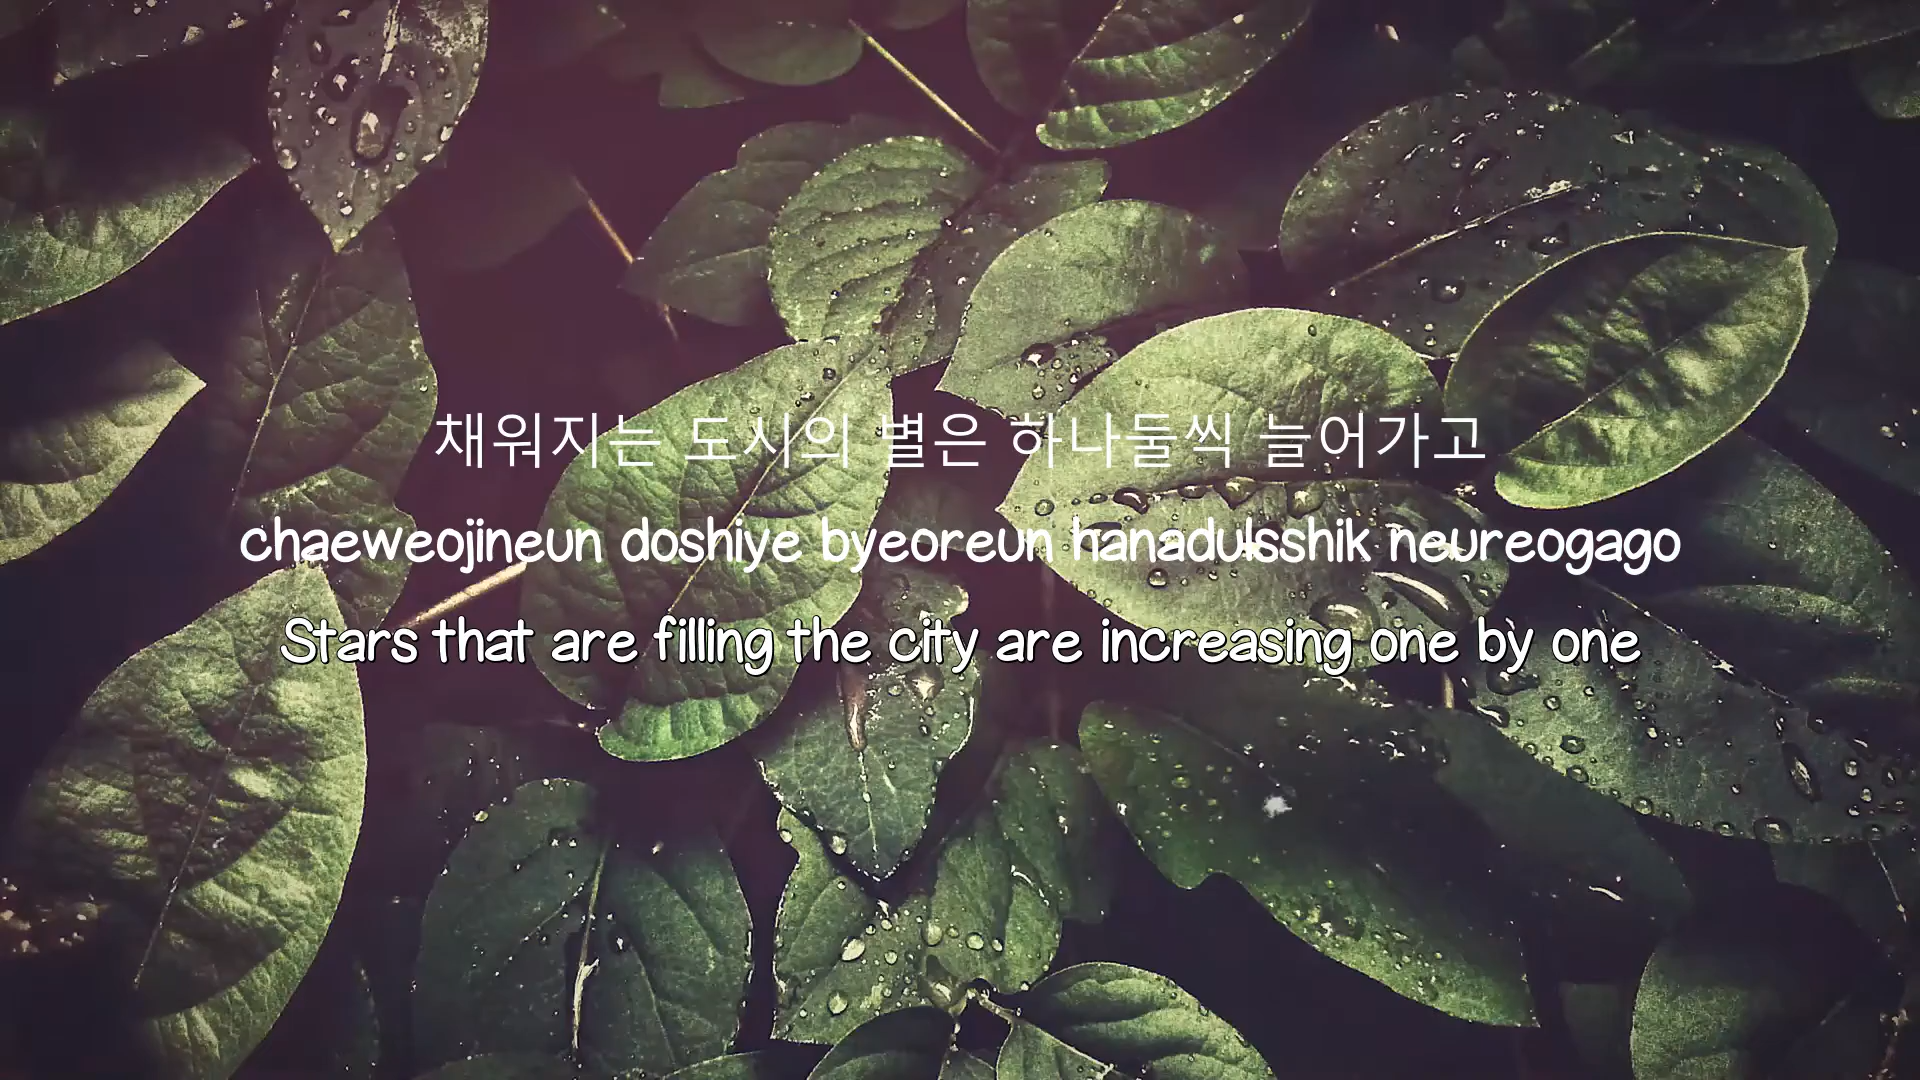 채워지는 도시의 별은 하나둘씩 늘어가고
chaeweojineun doshiye byeoreun hanadulsshik neureogago
Stars that are filling the city are increasing one by one